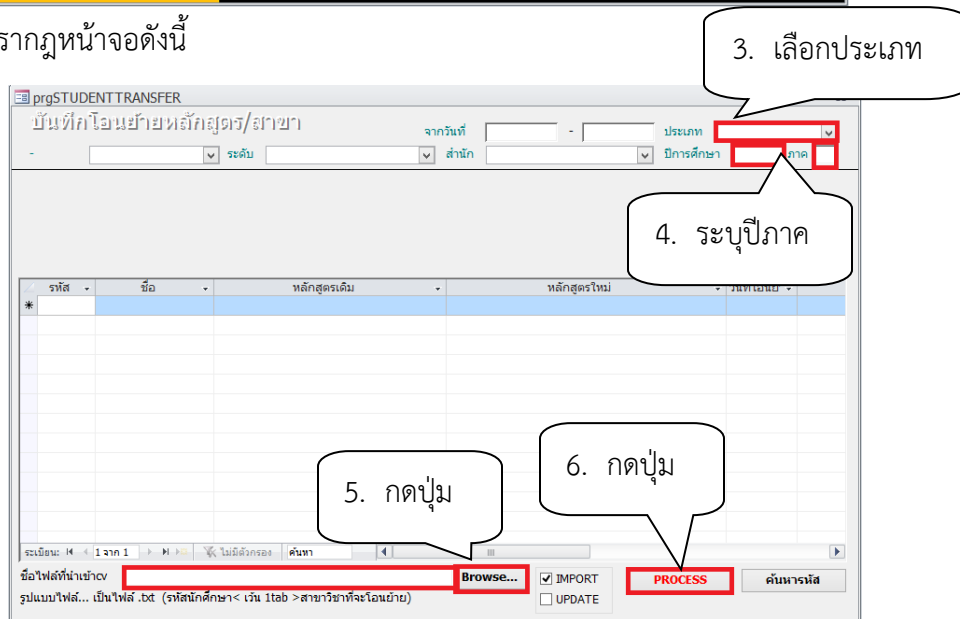 รากฎหน้าจอดังนี้
3. เลือกประเภท
prgSTUDENTTRANSFER
บันทึกโอนย้ายหลักสูตร/สาขา
จากวันที่ - ประเภท
- ระดับ สำนัก ปีการศึกษา ภาค
4. ระบุปีภาค
รหัส ชื่อ หลักสูตรเดิม หลักสูตรใหม่ วันที่โอนย้
5. กดปุ่ม
6. กดปุ่ม
ระเบียน: 1 จาก 1 ไม่มีตัวกรอง ค้นหา
ชื่อไฟล์ที่นำเข้าcv Browse... IMPORT PROCESS ค้นหารหัส
รูปแบบไฟล์... เป็นไฟล์ .txt (รหัสนักศึกษา< เว้น 1tab >สาขาวิชาที่จะโอนย้าย) UPDATE